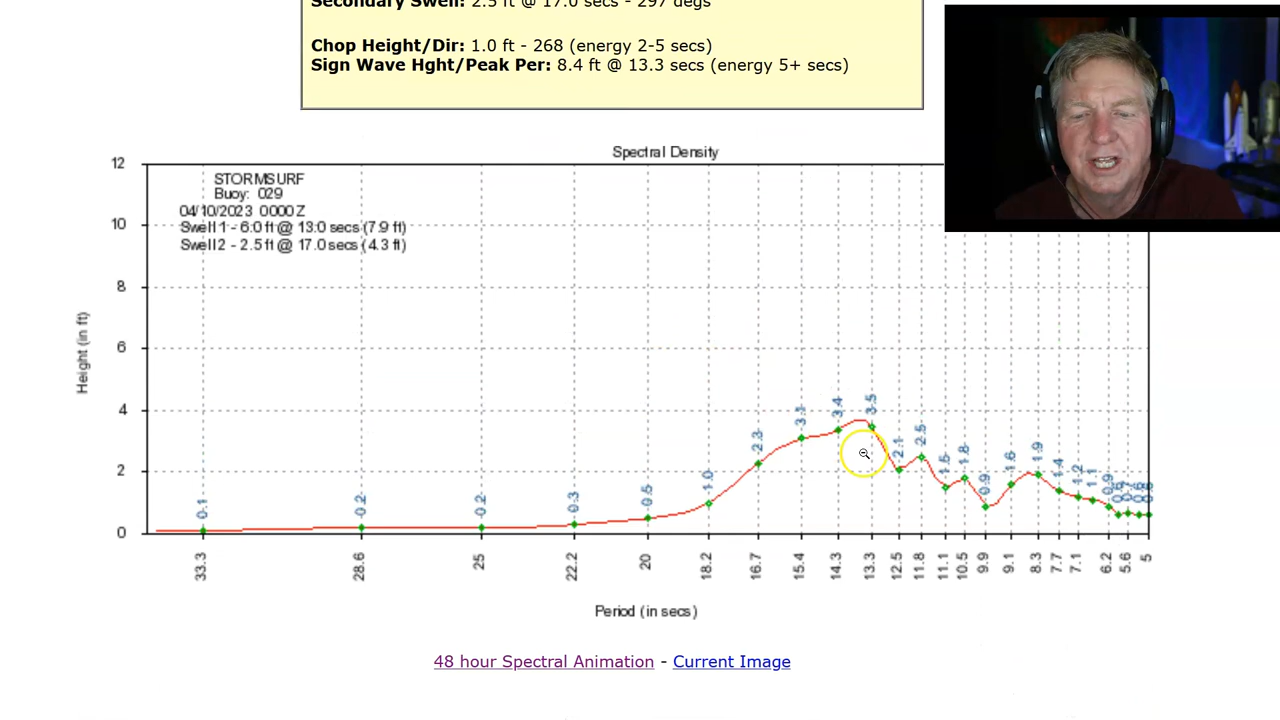 Secondary Swell: 2.5 ft @ 17.0 secs - 297 degs
Chop Height/Dir: 1.0 ft - 268 (energy 2-5 secs)
Sign Wave Hght/Peak Per: 8.4 ft @ 13.3 secs (energy 5+ secs)
Spectral Density
STORMSURF
Buoy: 029
04/10/2023 0000Z
Swell 1 - 6.0 ft @ 13.0 secs (7.9 ft)
Swell 2 - 2.5 ft @ 17.0 secs (4.3 ft)
12
10
8
6
4
2
0
Height (in ft)
0.1 0.2 0.2 0.3 0.5 1.0 2.3 3.1 3.4 3.5 2.1 2.5 1.5 1.8 0.9 1.6 1.9 1.4 1.2 1.1 0.9
33.3 28.6 25 22.2 20 18.2 16.7 15.4 14.3 13.3 12.5 11.8 11.1 10.5 9.9 9.1 8.3 7.7 7.1 6.2 5.6 5
Period (in secs)
48 hour Spectral Animation - Current Image